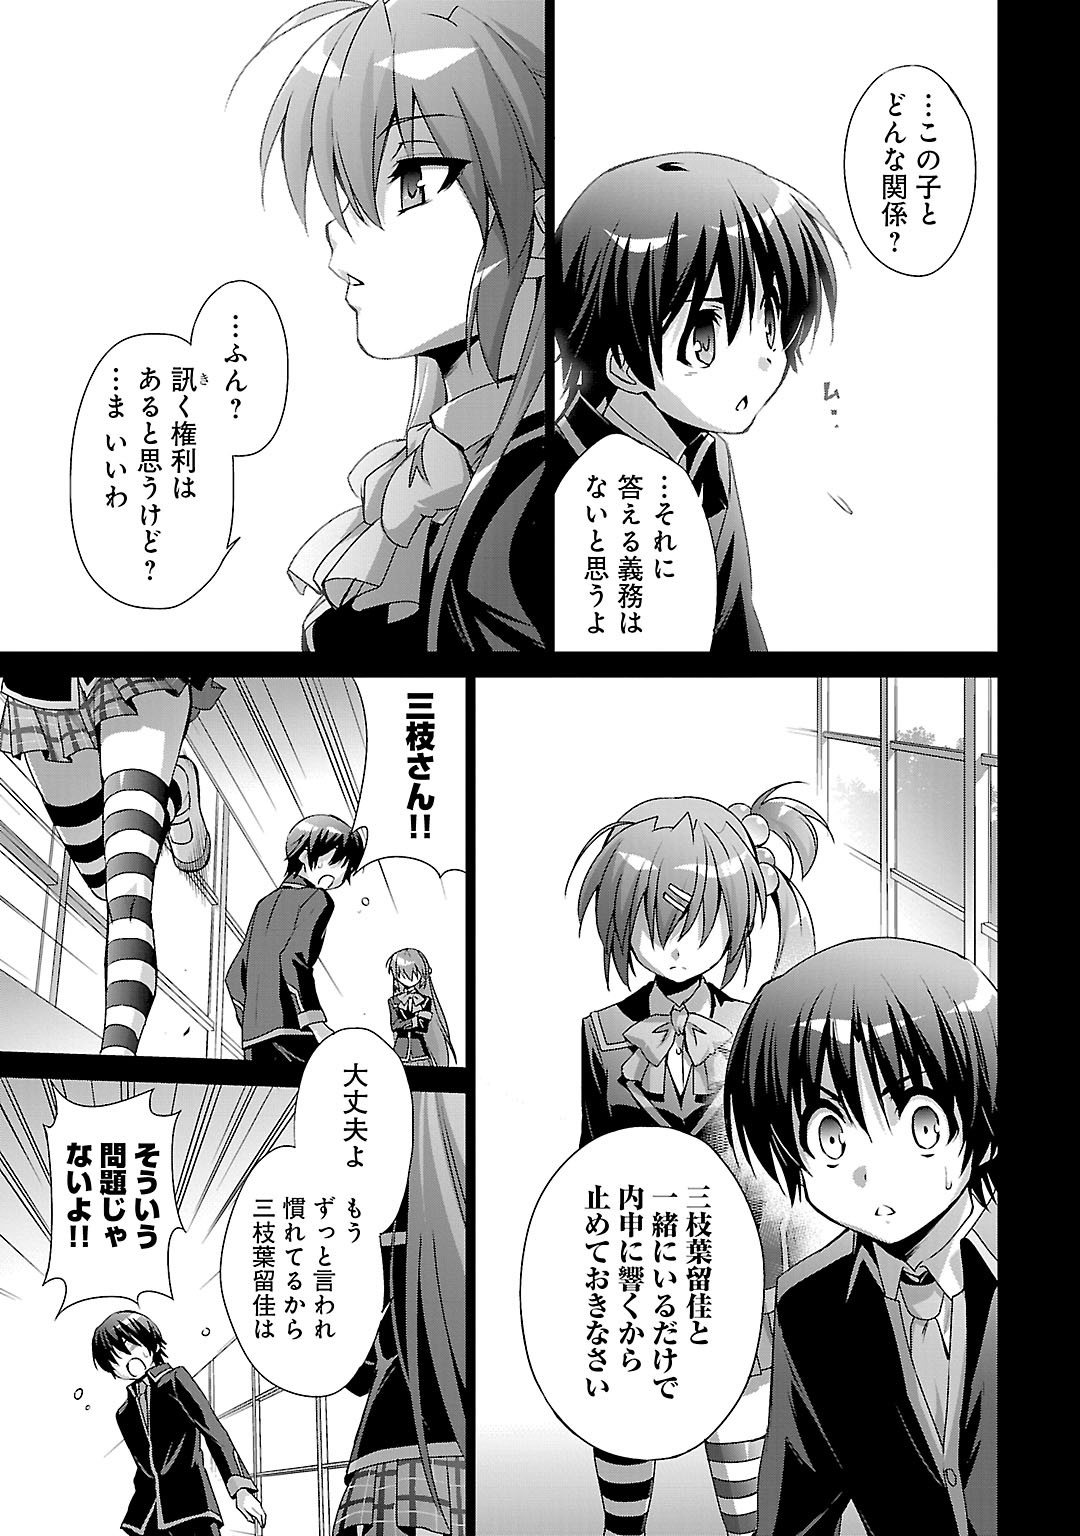 …この子と
どんな関係？
ム…
…それに
答える義務は
ないと思うよ
…ふん？
訊く権利は
き
あると思うけど？
…ま いいわ
三枝葉留佳と
一緒にいるだけで
内申に響くから
止めておきなさい
三枝さん!!
大丈夫よ もう
ずっと言われ
慣れてるから
三枝葉留佳は
そういう
問題じゃ
ないよ!!